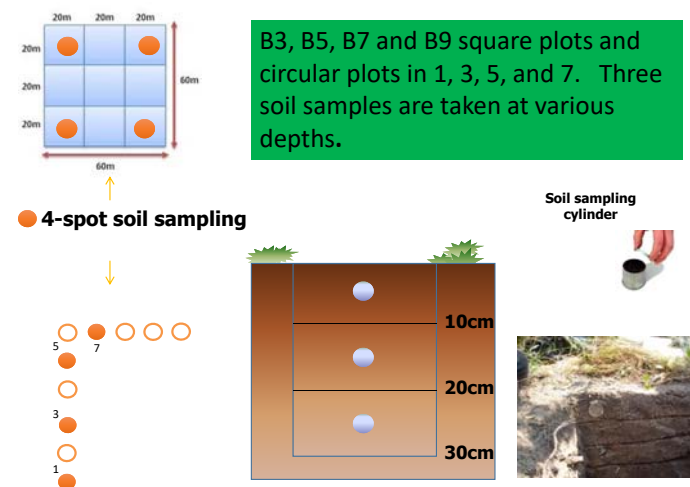 20m 20m 20m
B3, B5, B7 and B9 square plots and
circular plots in 1, 3, 5, and 7. Three
soil samples are taken at various
depths.
20m
20m
20m
60m
60m
4-spot soil sampling
Soil sampling
cylinder
10cm
20cm
30cm
5
7
3
1